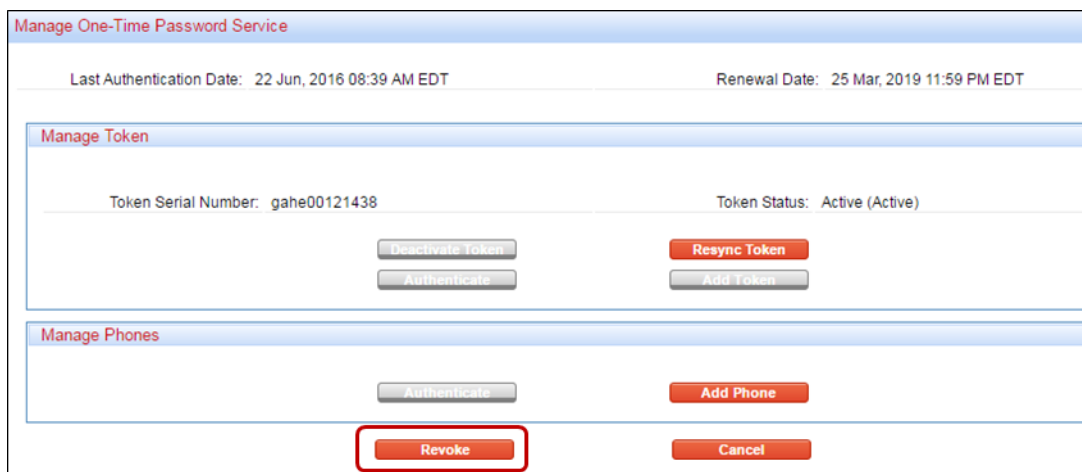 Manage One-Time Password Service
Last Authentication Date: 22 Jun, 2016 08:39 AM EDT Renewal Date: 25 Mar, 2019 11:59 PM EDT
Manage Token
Token Serial Number: gahe00121438 Token Status: Active (Active)
Deactivate Token Resync Token
Authenticate Add Token
Manage Phones
Authenticate Add Phone
Revoke Cancel